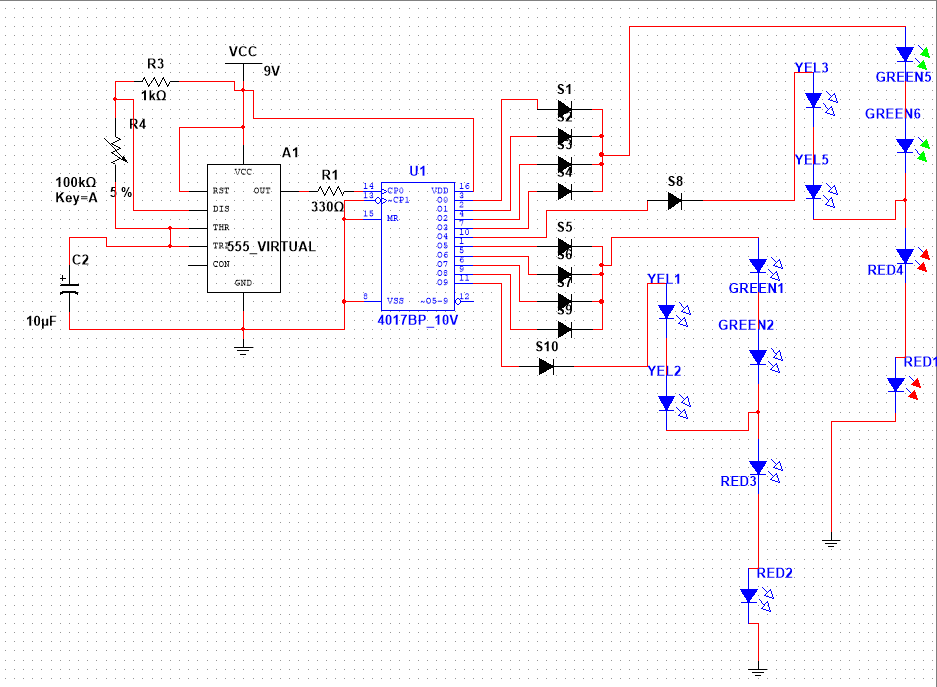 VCC
9V
R3
1kΩ
R4
100kΩ
Key=A
5 %
A1
VCC
RST
OUT
DIS
THR
TRI
CON
GND
555_VIRTUAL
C2
+
10µF
R1
330Ω
U1
14
13
15
8
CP0
~CP1
MR
VSS
VDD
O0
O1
O2
O3
O4
O5
O6
O7
O8
O9
~O5-9
16
3
2
4
7
10
1
5
6
9
11
12
4017BP_10V
S1
S2
S3
S4
S8
S5
S6
S7
S9
S10
YEL3
YEL5
GREEN5
GREEN6
RED4
RED1
YEL1
YEL2
GREEN1
GREEN2
RED3
RED2